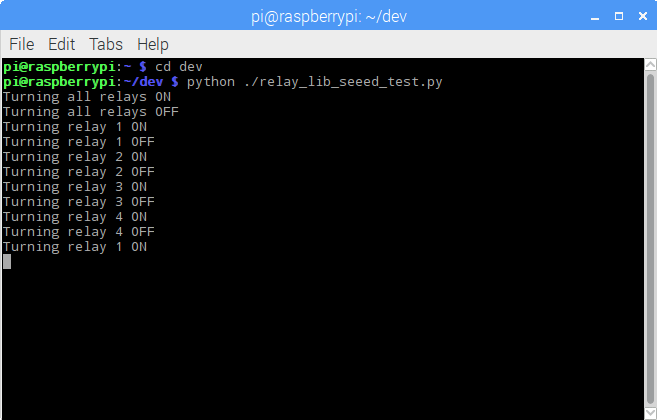 pi@raspberrypi: ~/dev
File Edit Tabs Help
pi@raspberrypi:~ $ cd dev
pi@raspberrypi:~/dev $ python ./relay_lib_seeed_test.py
Turning all relays ON
Turning all relays OFF
Turning relay 1 ON
Turning relay 1 OFF
Turning relay 2 ON
Turning relay 2 OFF
Turning relay 3 ON
Turning relay 3 OFF
Turning relay 4 ON
Turning relay 4 OFF
Turning relay 1 ON